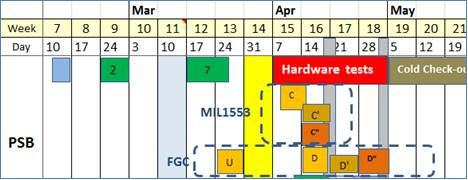 Mar Apr May
Week 7 8 9 10 11 12 13 14 15 16 17 18 19 20 21
Day 10 17 24 3 10 17 24 31 7 14 21 28 5 12 19
2 7 Hardware tests Cold Check-ou
C
MIL1553 C'
C"
PSB
FGC U D D' D"